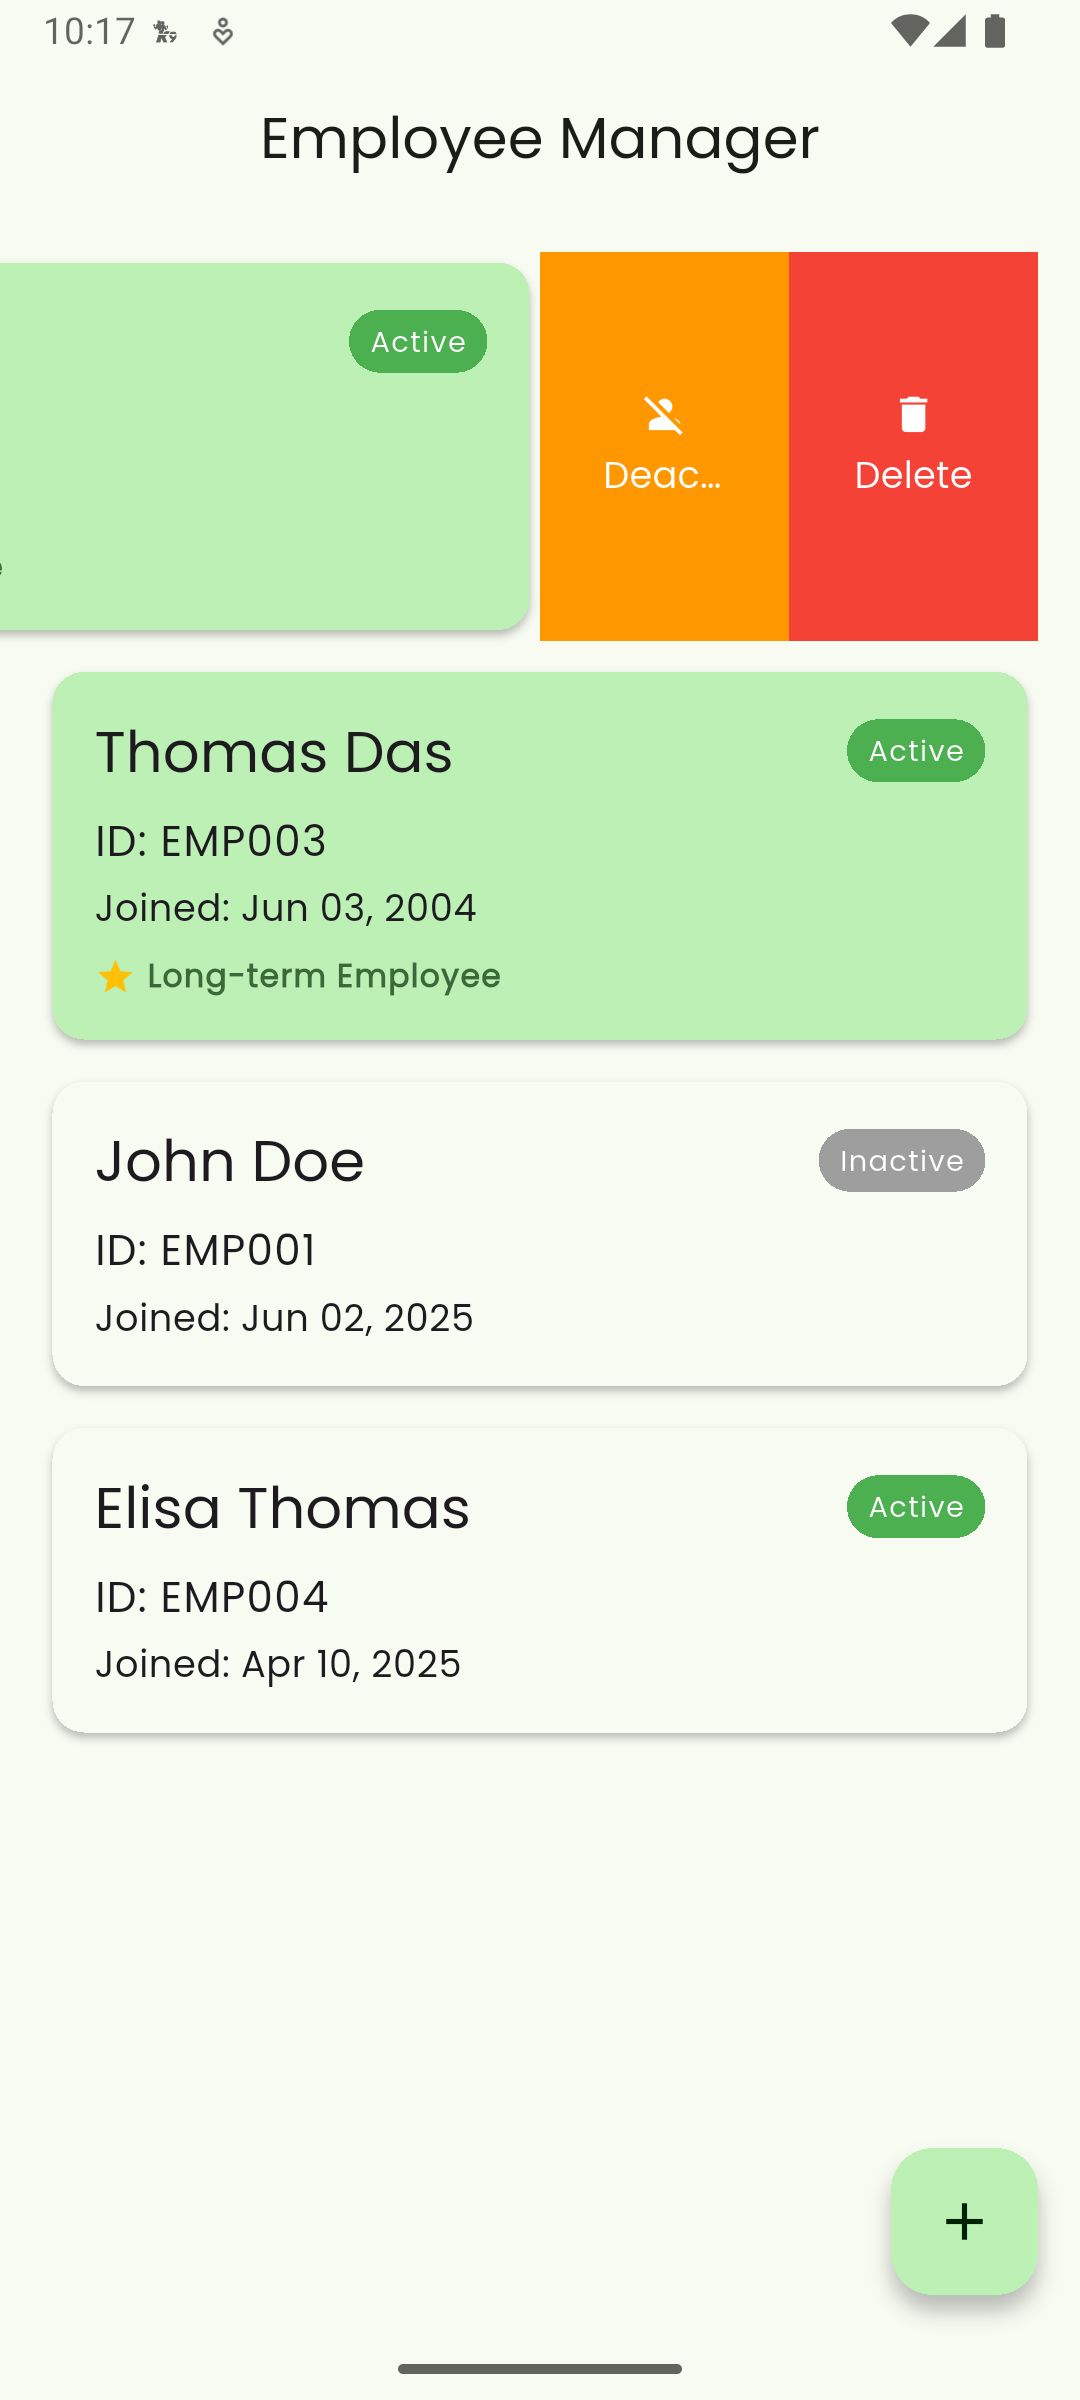 10:17
Employee Manager
Active
Deac...
Delete
e
Thomas Das
Active
ID: EMP003
Joined: Jun 03, 2004
Long-term Employee
John Doe
Inactive
ID: EMP001
Joined: Jun 02, 2025
Elisa Thomas
Active
ID: EMP004
Joined: Apr 10, 2025